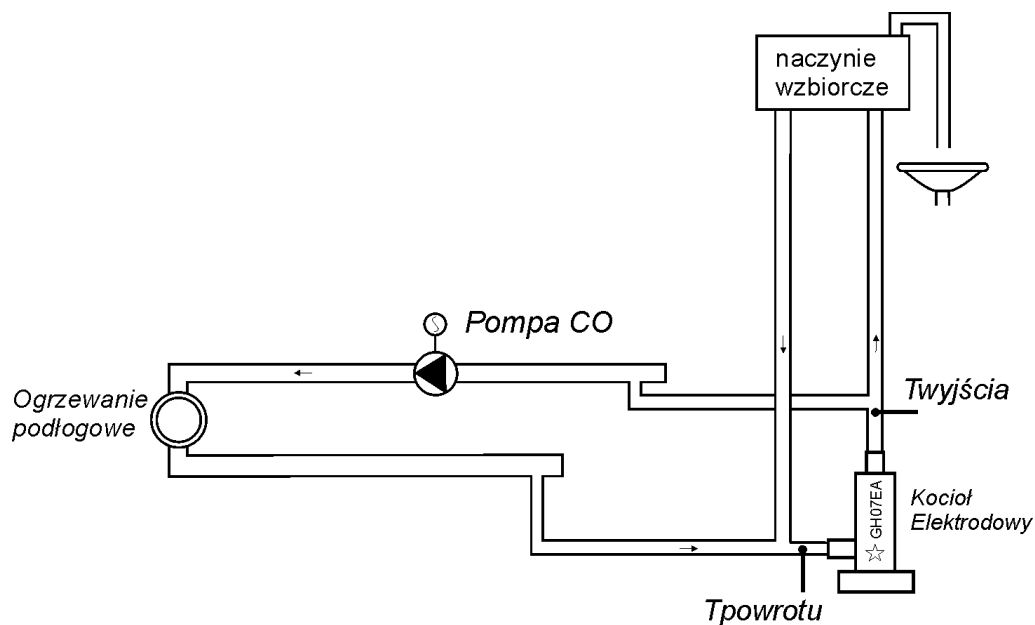 naczynie
wzbiorcze
Pompa CO
Ogrzewanie
podłogowe
Twyjścia
GH07EA
Kocioł
Elektrodowy
Tpowrotu